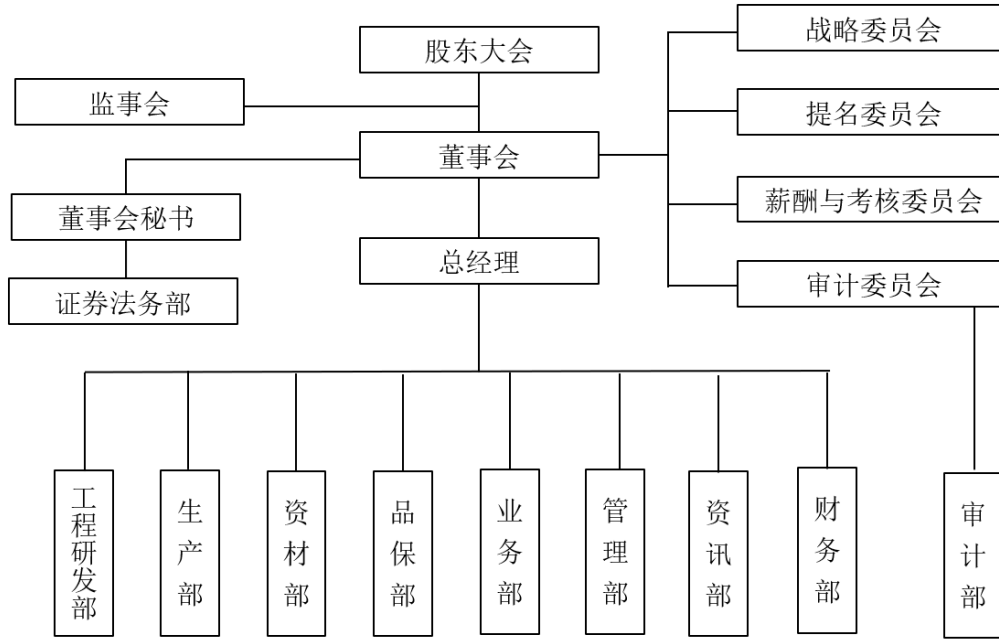 股东大会
战略委员会
监事会
提名委员会
董事会
董事会秘书
薪酬与考核委员会
总经理
证券法务部
审计委员会
工程研发部
生产部
资材部
品保部
业务部
管理部
资讯部
财务部
审计部